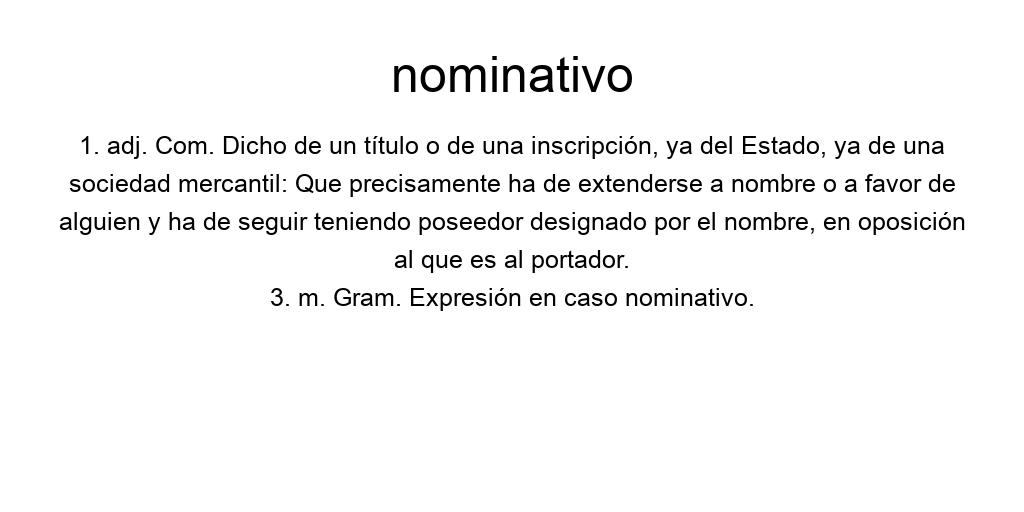 nominativo
1. adj. Com. Dicho de un título o de una inscripción, ya del Estado, ya de una
sociedad mercantil: Que precisamente ha de extenderse a nombre o a favor de
alguien y ha de seguir teniendo poseedor designado por el nombre, en oposición
al que es al portador.
3. m. Gram. Expresión en caso nominativo.